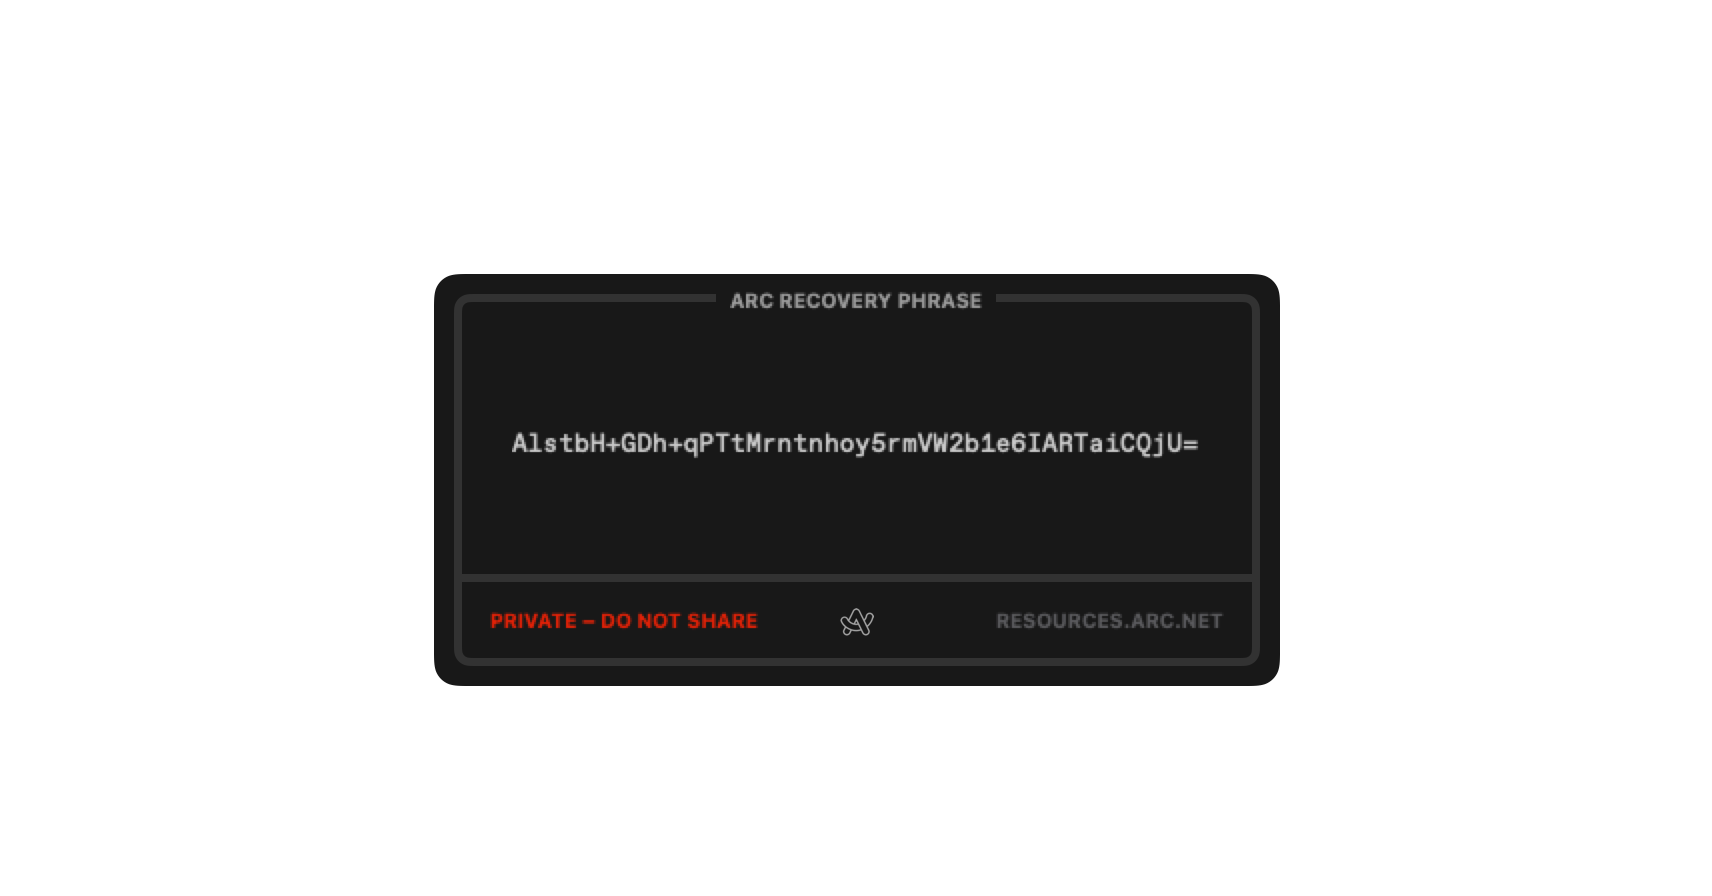 ARC RECOVERY PHRASE
AlstbH+GDh+qPTtMrntnhoy5rmVW2b1e6IARTaiCQjU=
PRIVATE – DO NOT SHARE
RESOURCES.ARC.NET